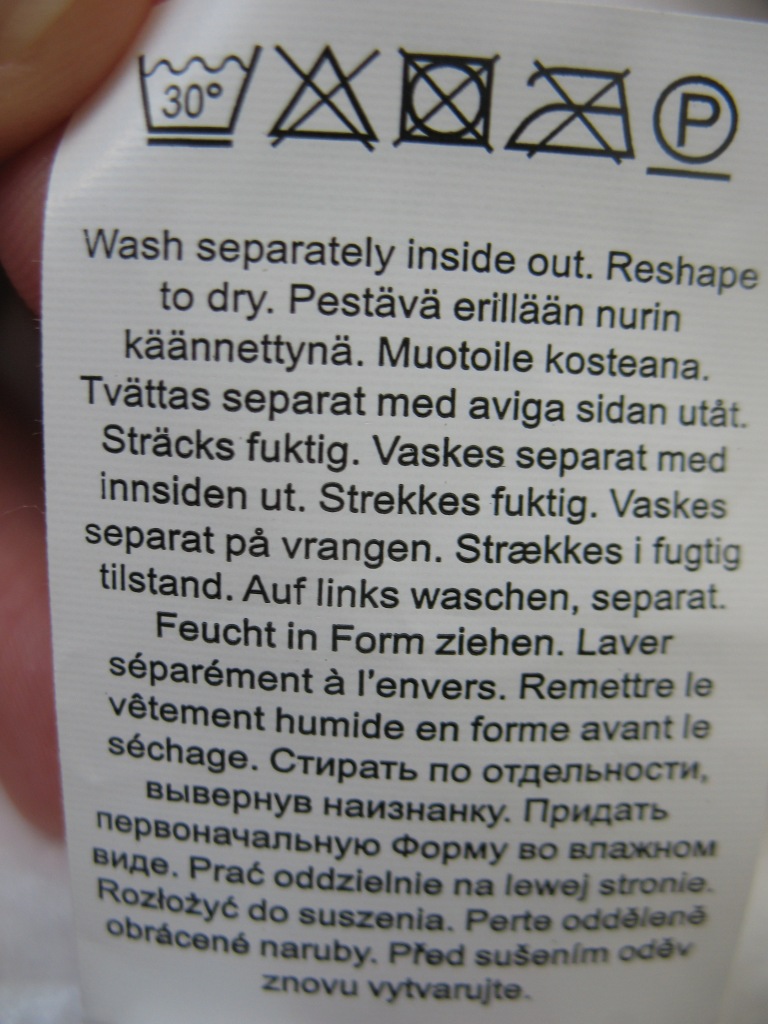 30° P
Wash separately inside out. Reshape
to dry. Pestävä erillään nurin
käännettynä. Muotoile kosteana.
Tvättas separat med aviga sidan utåt.
Sträcks fuktig. Vaskes separat med
innsiden ut. Strekkes fuktig. Vaskes
separat på vrangen. Strækkes i fugtig
tilstand. Auf links waschen, separat.
Feucht in Form ziehen. Laver
séparément à l'envers. Remettre le
vêtement humide en forme avant le
séchage. Стирать по отдельности,
вывернув наизнанку. Придать
первоначальную Форму во влажном
виде. Prać oddzielnie na lewej stronie.
Rozłożyć do suszenia. Perte odděleně
obrácené naruby. Před sušením oděv
znovu vytvarujte.